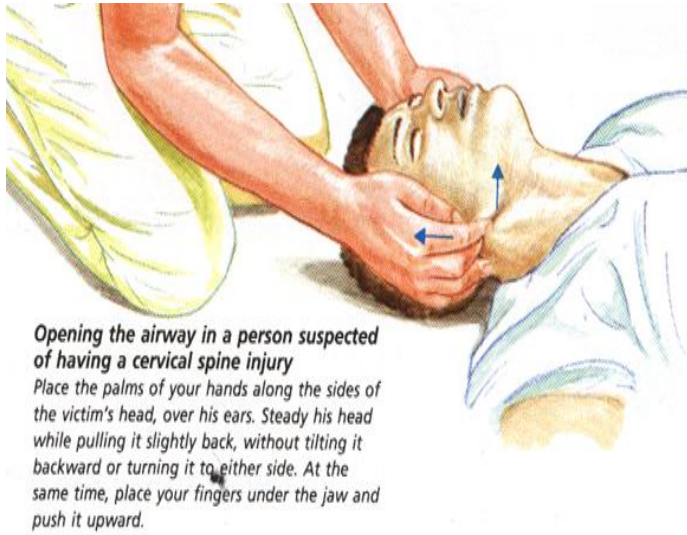 Opening the airway in a person suspected
of having a cervical spine injury
Place the palms of your hands along the sides of
the victim's head, over his ears. Steady his head
while pulling it slightly back, without tilting it
backward or turning it to either side. At the
same time, place your fingers under the jaw and
push it upward.